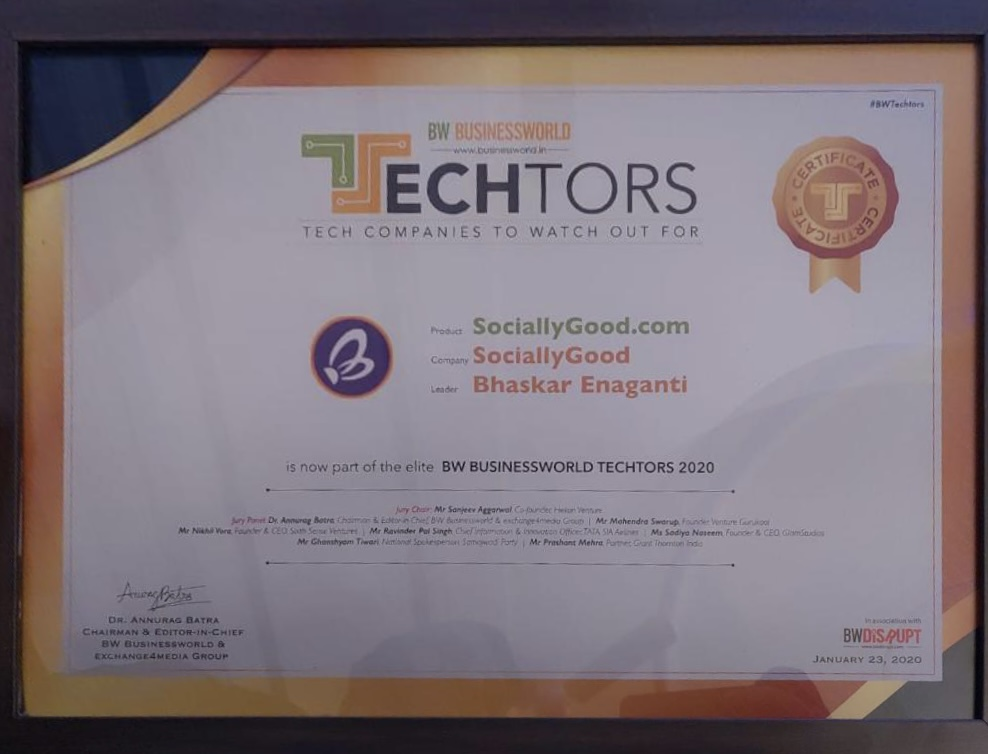 #BWTechtors
BW BUSINESSWORLD
www.businessworld.in
TECHTORS
TECH COMPANIES TO WATCH OUT FOR
CERTIFICATE • CERTIFICATE •
Product SociallyGood.com
Company SociallyGood
Leader Bhaskar Enaganti
is now part of the elite BW BUSINESSWORLD TECHTORS 2020
Jury Chair: Mr Sanjeev Aggarwal, Co-founder, Helion Venture
Jury Panel: Dr. Annurag Batra, Chairman & Editor-in-Chief, BW Businessworld & exchange4media Group | Mr Mahendra Swarup, Founder Venture Gurukool
Mr Nikhil Vora, Founder & CEO, Sixth Sense Ventures | Mr Ravinder Pal Singh, Chief Information & Innovation Officer, TATA SIA Airlines | Ms Sadiya Naseem, Founder & CEO, GlamStudios
Mr Ghanshyam Tiwari, National Spokesperson, Samajwadi Party | Mr Prashant Mehra, Partner, Grant Thornton India
Anurag Batra
DR. ANNURAG BATRA
CHAIRMAN & EDITOR-IN-CHIEF
BW BUSINESSWORLD &
EXCHANGE4MEDIA GROUP
In association with
BWDISRUPT
JANUARY 23, 2020